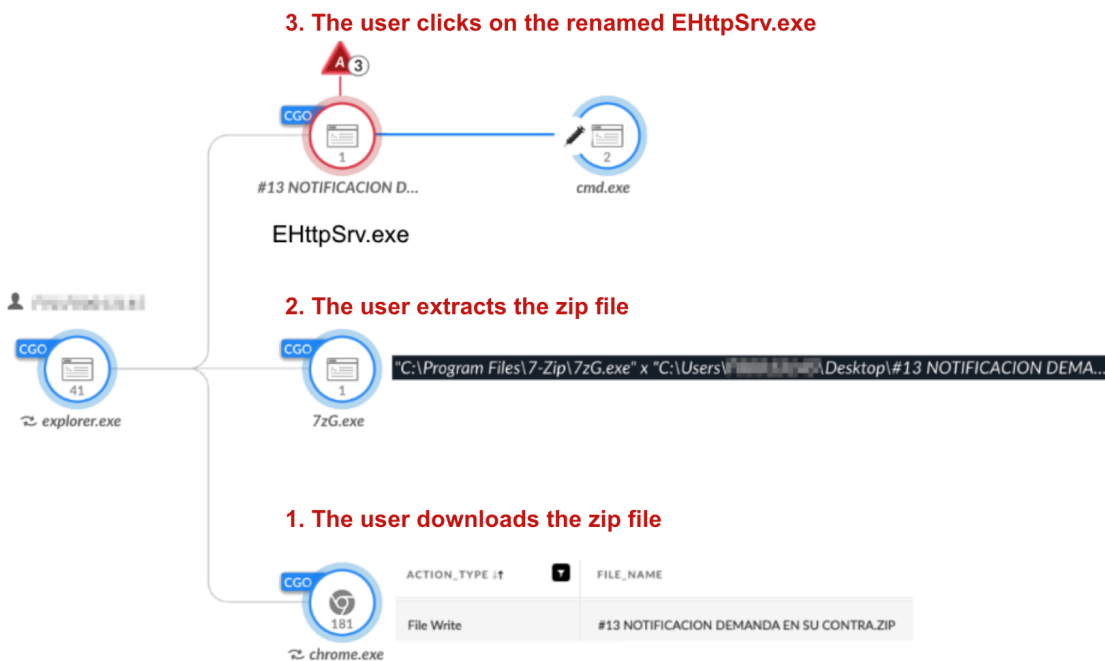 3. The user clicks on the renamed EHttpSrv.exe
A 3
CGO
1
2
#13 NOTIFICACION D...
cmd.exe
EHttpSrv.exe
2. The user extracts the zip file
CGO
CGO
"C:\Program Files\7-Zip\7zG.exe" x "C:\Users\ \Desktop\#13 NOTIFICACION DEMA...
41
1
explorer.exe
7zG.exe
1. The user downloads the zip file
CGO
ACTION_TYPE
FILE_NAME
181
File Write
#13 NOTIFICACION DEMANDA EN SU CONTRA.ZIP
chrome.exe